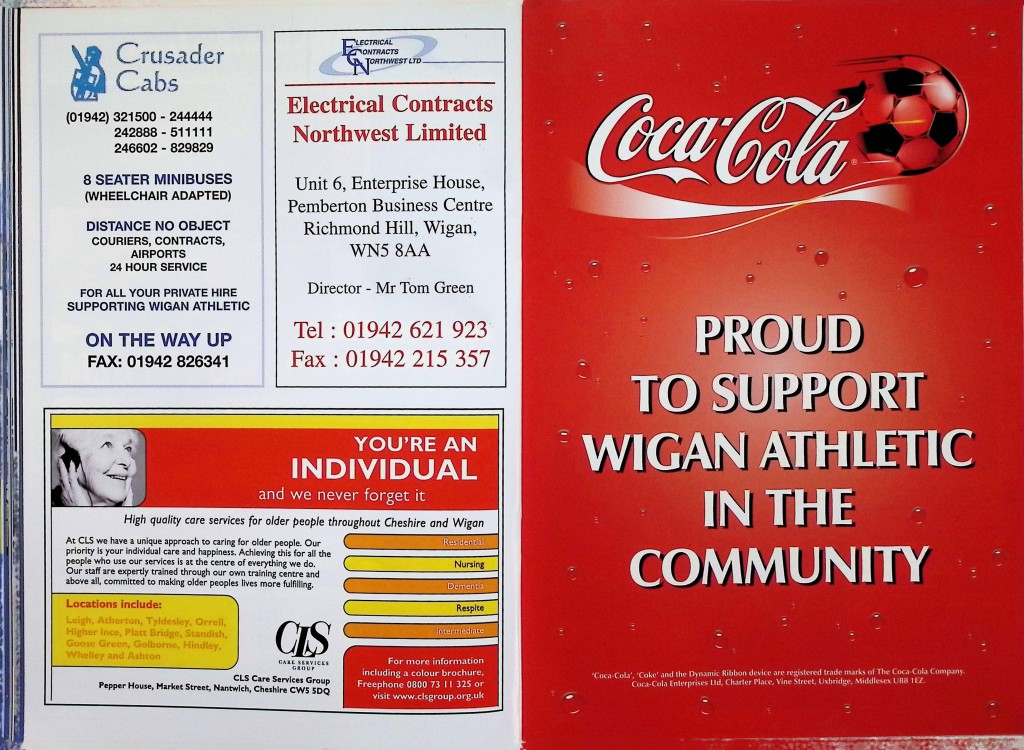 Crusader
Cabs
(01942) 321500 - 244444
242888 - 511111
246602 - 829829
8 SEATER MINIBUSES
(WHEELCHAIR ADAPTED)
DISTANCE NO OBJECT
COURIERS, CONTRACTS,
AIRPORTS
24 HOUR SERVICE
FOR ALL YOUR PRIVATE HIRE
SUPPORTING WIGAN ATHLETIC
ON THE WAY UP
FAX: 01942 826341
ELECTRICAL
CONTRACTS
NORTHWEST LTD
Electrical Contracts
Northwest Limited
Unit 6, Enterprise House,
Pemberton Business Centre
Richmond Hill, Wigan,
WN5 8AA
Director - Mr Tom Green
Tel : 01942 621 923
Fax : 01942 215 357
YOU'RE AN
INDIVIDUAL
and we never forget it
High quality care services for older people throughout Cheshire and Wigan
At CLS we have a unique approach to caring for older people. Our
priority is your individual care and happiness. Achieving this for all the
people who use our services is at the centre of everything we do.
Our staff are expertly trained through our own training centre and
above all, committed to making older peoples lives more fulfilling.
Residential
Nursing
Dementia
Respite
Intermediate
Locations include:
Leigh, Atherton, Tyldesley, Orrell,
Higher Ince, Platt Bridge, Standish,
Goose Green, Golborne, Hindley,
Whelley and Ashton
CLS
CARE SERVICES
GROUP
CLS Care Services Group
Pepper House, Market Street, Nantwich, Cheshire CW5 5DQ
For more information
including a colour brochure,
Freephone 0800 73 11 325 or
visit www.clsgroup.org.uk
Coca-Cola®
PROUD
TO SUPPORT
WIGAN ATHLETIC
IN THE
COMMUNITY
'Coca-Cola', 'Coke' and the Dynamic Ribbon device are registered trade marks of The Coca-Cola Company.
Coca-Cola Enterprises Ltd, Charter Place, Vine Street, Uxbridge, Middlesex UB8 1EZ.